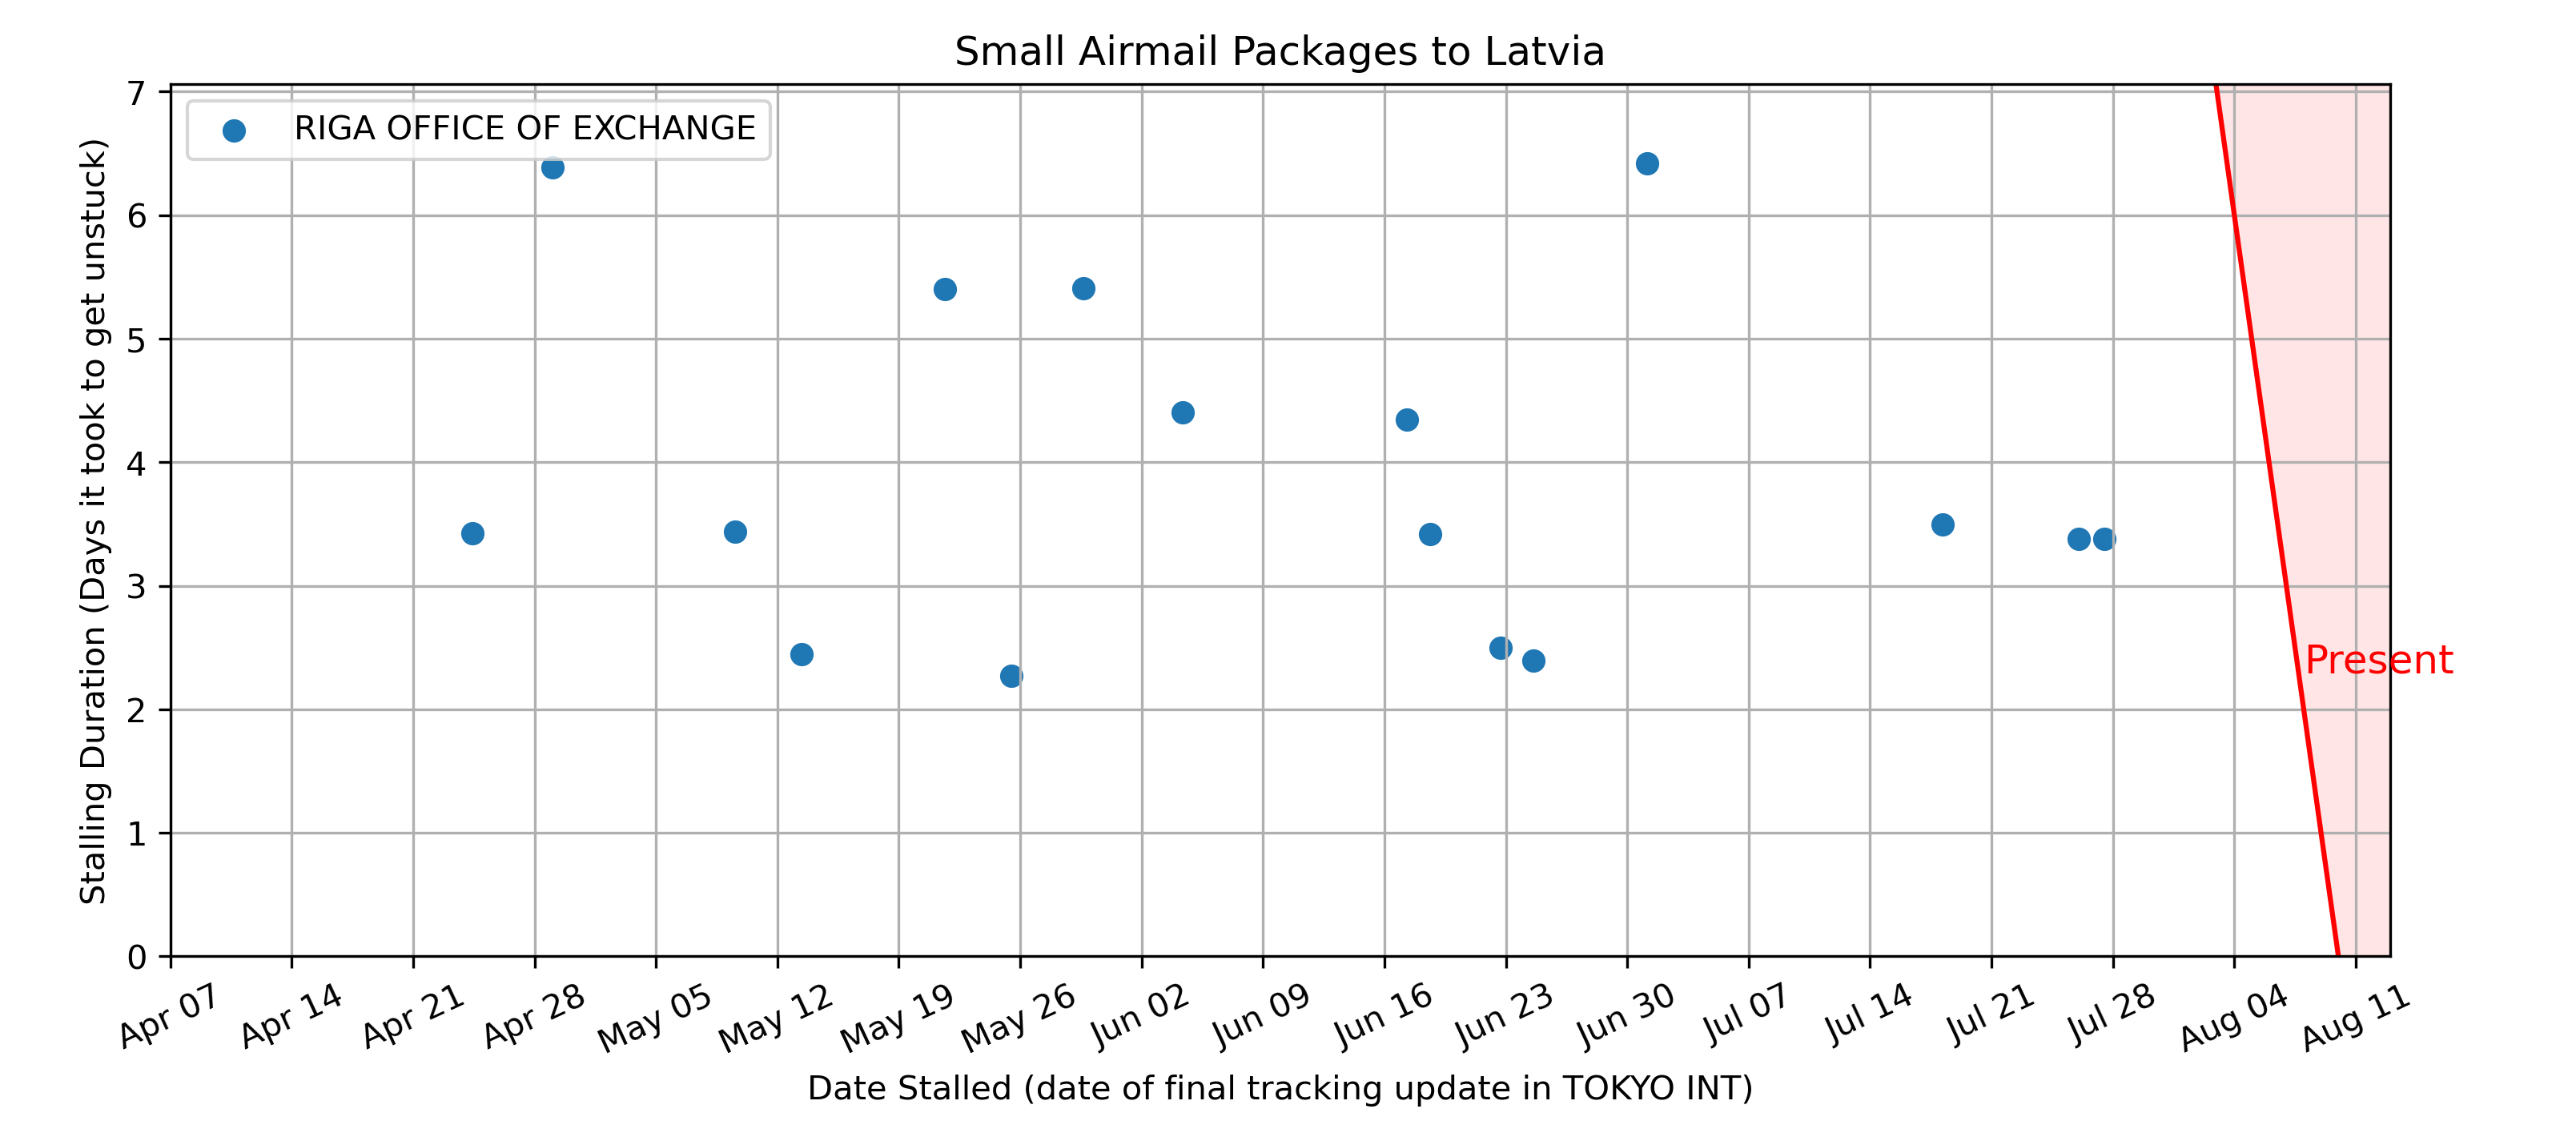 Small Airmail Packages to Latvia
RIGA OFFICE OF EXCHANGE
Stalling Duration (Days it took to get unstuck)
7
6
5
4
3
2
1
0
Present
Apr 07
Apr 14
Apr 21
Apr 28
May 05
May 12
May 19
May 26
Jun 02
Jun 09
Jun 16
Jun 23
Jun 30
Jul 07
Jul 14
Jul 21
Jul 28
Aug 04
Aug 11
Date Stalled (date of final tracking update in TOKYO INT)